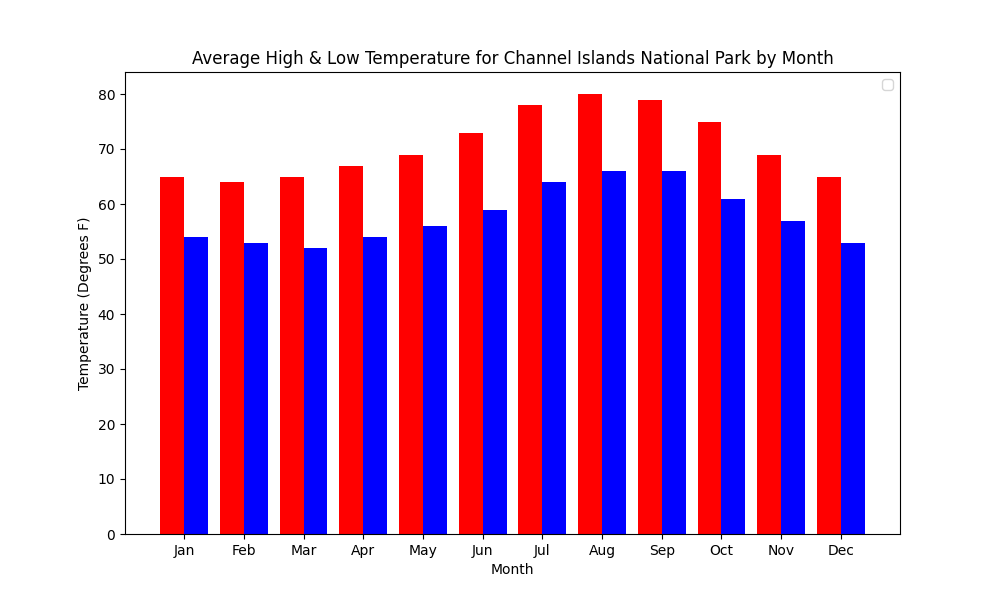 Average High & Low Temperature for Channel Islands National Park by Month
80
70
60
50
40
30
20
10
0
Temperature (Degrees F)
Jan Feb Mar Apr May Jun Jul Aug Sep Oct Nov Dec
Month